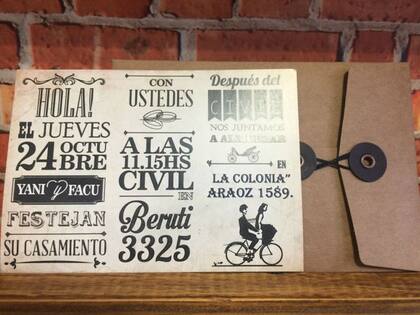 HOLA!
EL JUEVES
24 OCTU
BRE
YANI y FACU
FESTEJAN
SU CASAMIENTO
CON
USTEDES
A LAS
11.15HS
CIVIL
EN
Beruti
3325
Después del
CIVIL
NOS JUNTAMOS
A ALMORZAR
EN
LA COLONIA"
ARAOZ 1589.